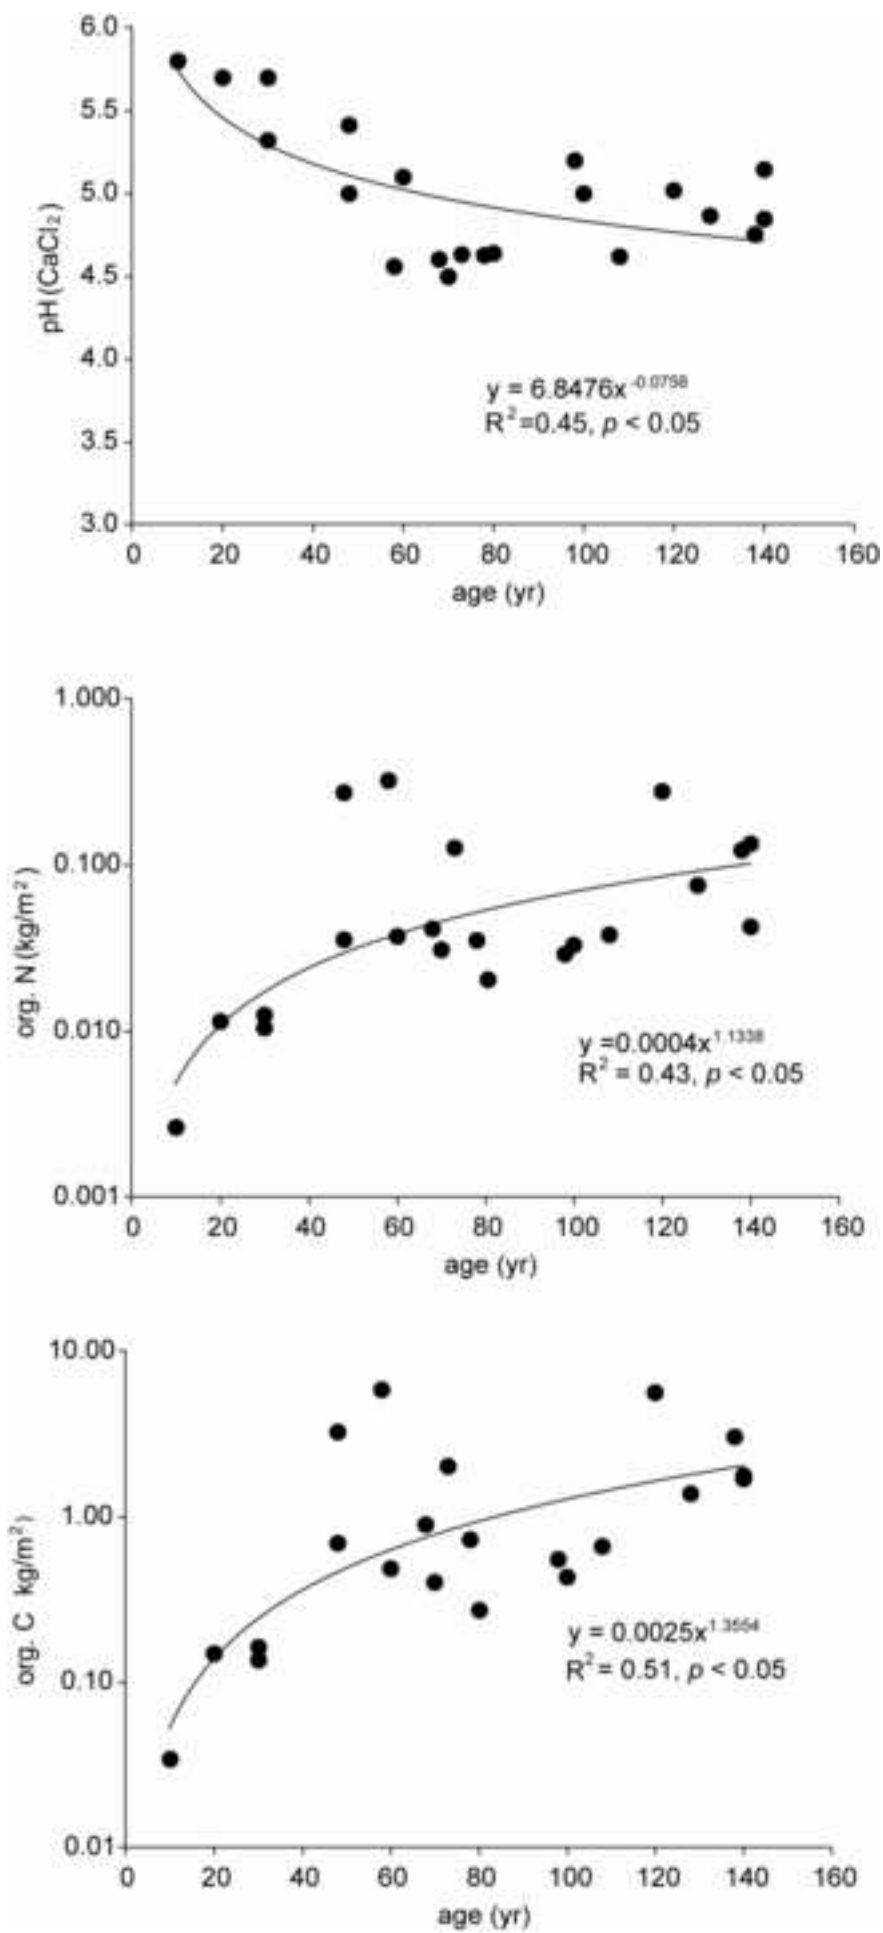 6.0
5.5
5.0
4.5
4.0
3.5
3.0
pH (CaCl₂)
y = 6.8476x^-0.0758
R²=0.45, p < 0.05
0 20 40 60 80 100 120 140 160
age (yr)
1.000
0.100
0.010
0.001
org. N (kg/m²)
y =0.0004x^1.1338
R² = 0.43, p < 0.05
0 20 40 60 80 100 120 140 160
age (yr)
10.00
1.00
0.10
0.01
org. C kg/m²)
y = 0.0025x^1.3554
R² = 0.51, p < 0.05
0 20 40 60 80 100 120 140 160
age (yr)